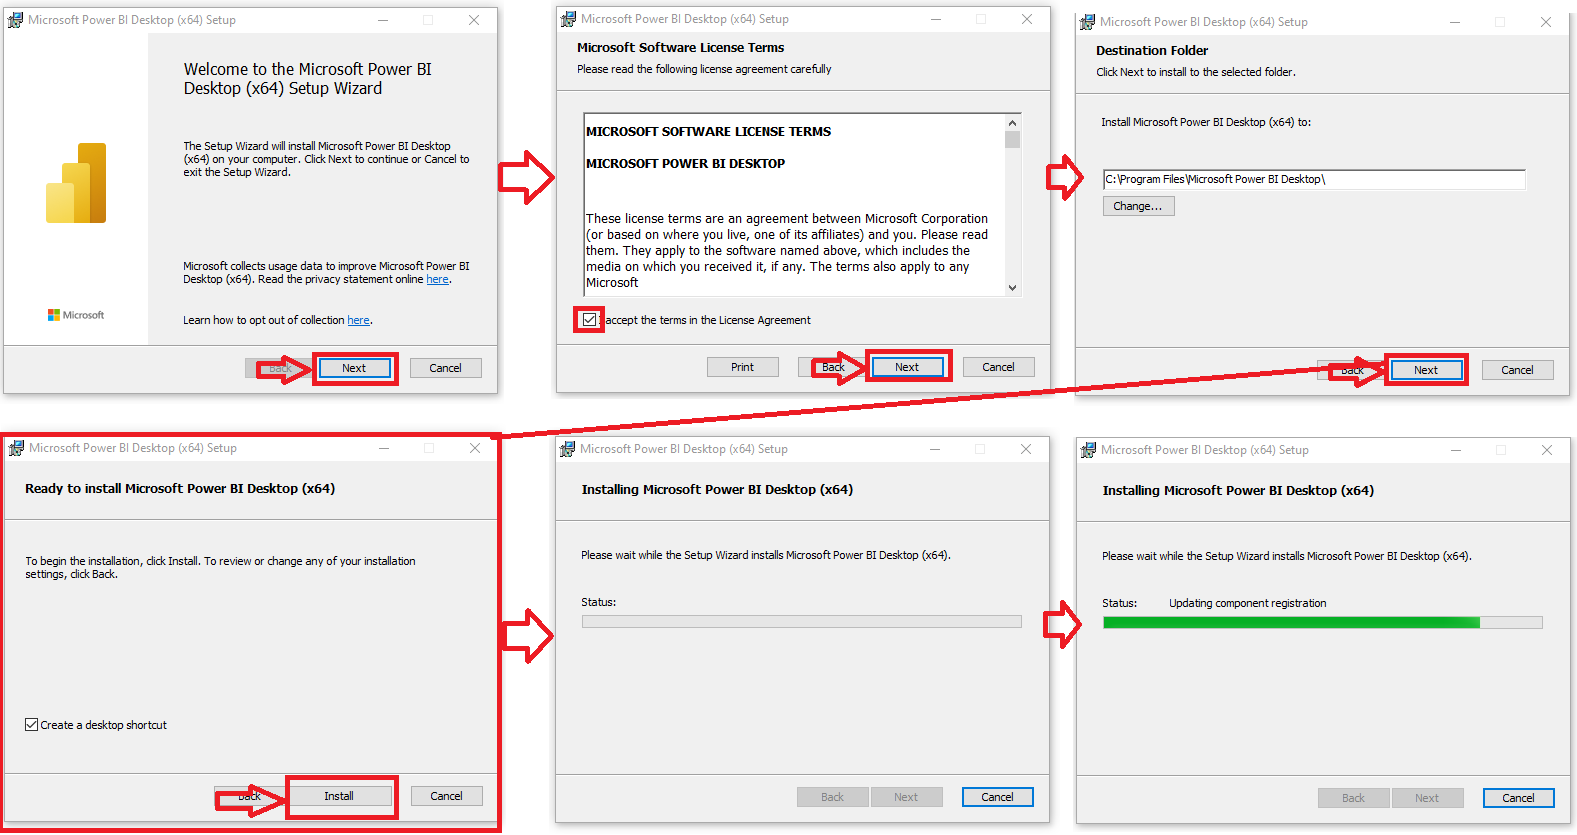 Microsoft Power BI Desktop (x64) Setup
Welcome to the Microsoft Power BI
Desktop (x64) Setup Wizard
The Setup Wizard will install Microsoft Power BI Desktop
(x64) on your computer. Click Next to continue or Cancel to
exit the Setup Wizard.
Microsoft collects usage data to improve Microsoft Power BI
Desktop (x64). Read the privacy statement online here.
Microsoft
Learn how to opt out of collection here.
Back Next Cancel
Microsoft Power BI Desktop (x64) Setup
Microsoft Software License Terms
Please read the following license agreement carefully
MICROSOFT SOFTWARE LICENSE TERMS
MICROSOFT POWER BI DESKTOP
These license terms are an agreement between Microsoft Corporation
(or based on where you live, one of its affiliates) and you. Please read
them. They apply to the software named above, which includes the
media on which you received it, if any. The terms also apply to any
Microsoft
I accept the terms in the License Agreement
Print Back Next Cancel
Microsoft Power BI Desktop (x64) Setup
Destination Folder
Click Next to install to the selected folder.
Install Microsoft Power BI Desktop (x64) to:
C:\Program Files\Microsoft Power BI Desktop\
Change...
Back Next Cancel
Microsoft Power BI Desktop (x64) Setup
Ready to install Microsoft Power BI Desktop (x64)
To begin the installation, click Install. To review or change any of your installation
settings, click Back.
Create a desktop shortcut
Back Install Cancel
Microsoft Power BI Desktop (x64) Setup
Installing Microsoft Power BI Desktop (x64)
Please wait while the Setup Wizard installs Microsoft Power BI Desktop (x64).
Status:
Back Next Cancel
Microsoft Power BI Desktop (x64) Setup
Installing Microsoft Power BI Desktop (x64)
Please wait while the Setup Wizard installs Microsoft Power BI Desktop (x64).
Status: Updating component registration
Back Next Cancel